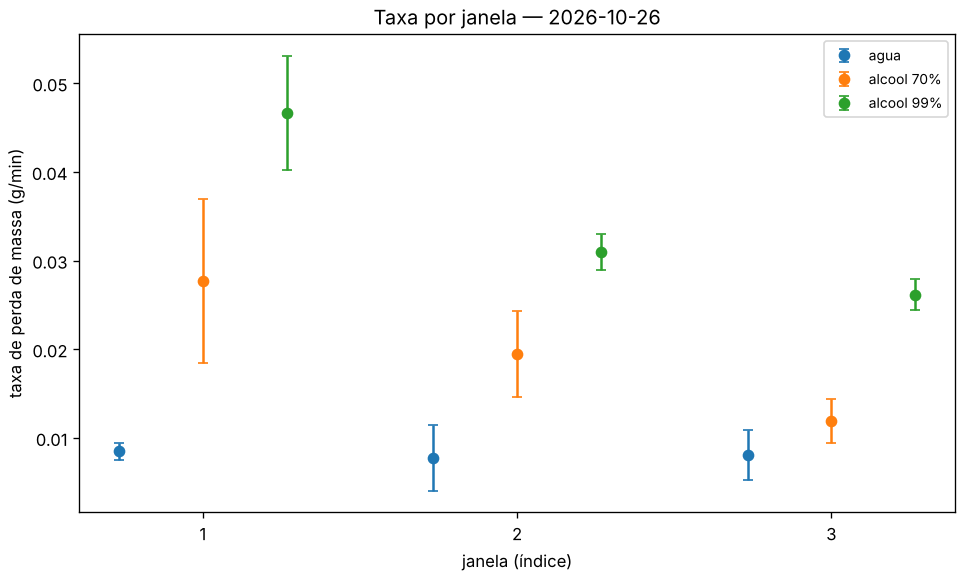 Taxa por janela — 2026-10-26
agua
alcool 70%
alcool 99%
taxa de perda de massa (g/min)
0.05
0.04
0.03
0.02
0.01
1
2
3
janela (índice)